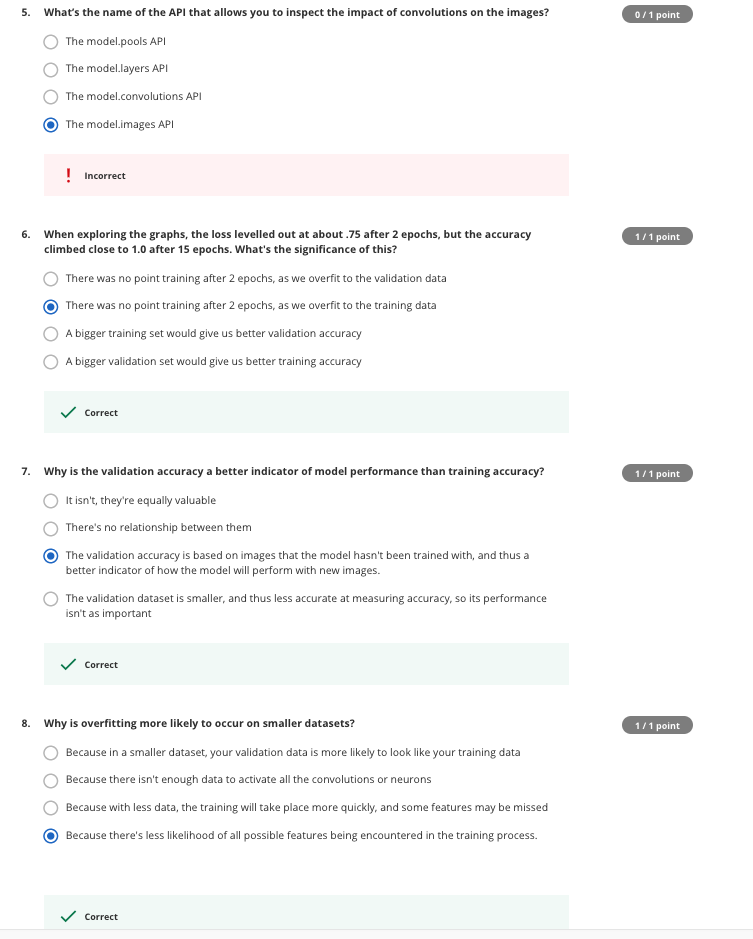 5. What's the name of the API that allows you to inspect the impact of convolutions on the images?
0 / 1 point
The model.pools API
The model.layers API
The model.convolutions API
The model.images API
! Incorrect
6. When exploring the graphs, the loss levelled out at about .75 after 2 epochs, but the accuracy
climbed close to 1.0 after 15 epochs. What's the significance of this?
1 / 1 point
There was no point training after 2 epochs, as we overfit to the validation data
There was no point training after 2 epochs, as we overfit to the training data
A bigger training set would give us better validation accuracy
A bigger validation set would give us better training accuracy
Correct
7. Why is the validation accuracy a better indicator of model performance than training accuracy?
1 / 1 point
It isn't, they're equally valuable
There's no relationship between them
The validation accuracy is based on images that the model hasn't been trained with, and thus a
better indicator of how the model will perform with new images.
The validation dataset is smaller, and thus less accurate at measuring accuracy, so its performance
isn't as important
Correct
8. Why is overfitting more likely to occur on smaller datasets?
1 / 1 point
Because in a smaller dataset, your validation data is more likely to look like your training data
Because there isn't enough data to activate all the convolutions or neurons
Because with less data, the training will take place more quickly, and some features may be missed
Because there's less likelihood of all possible features being encountered in the training process.
Correct